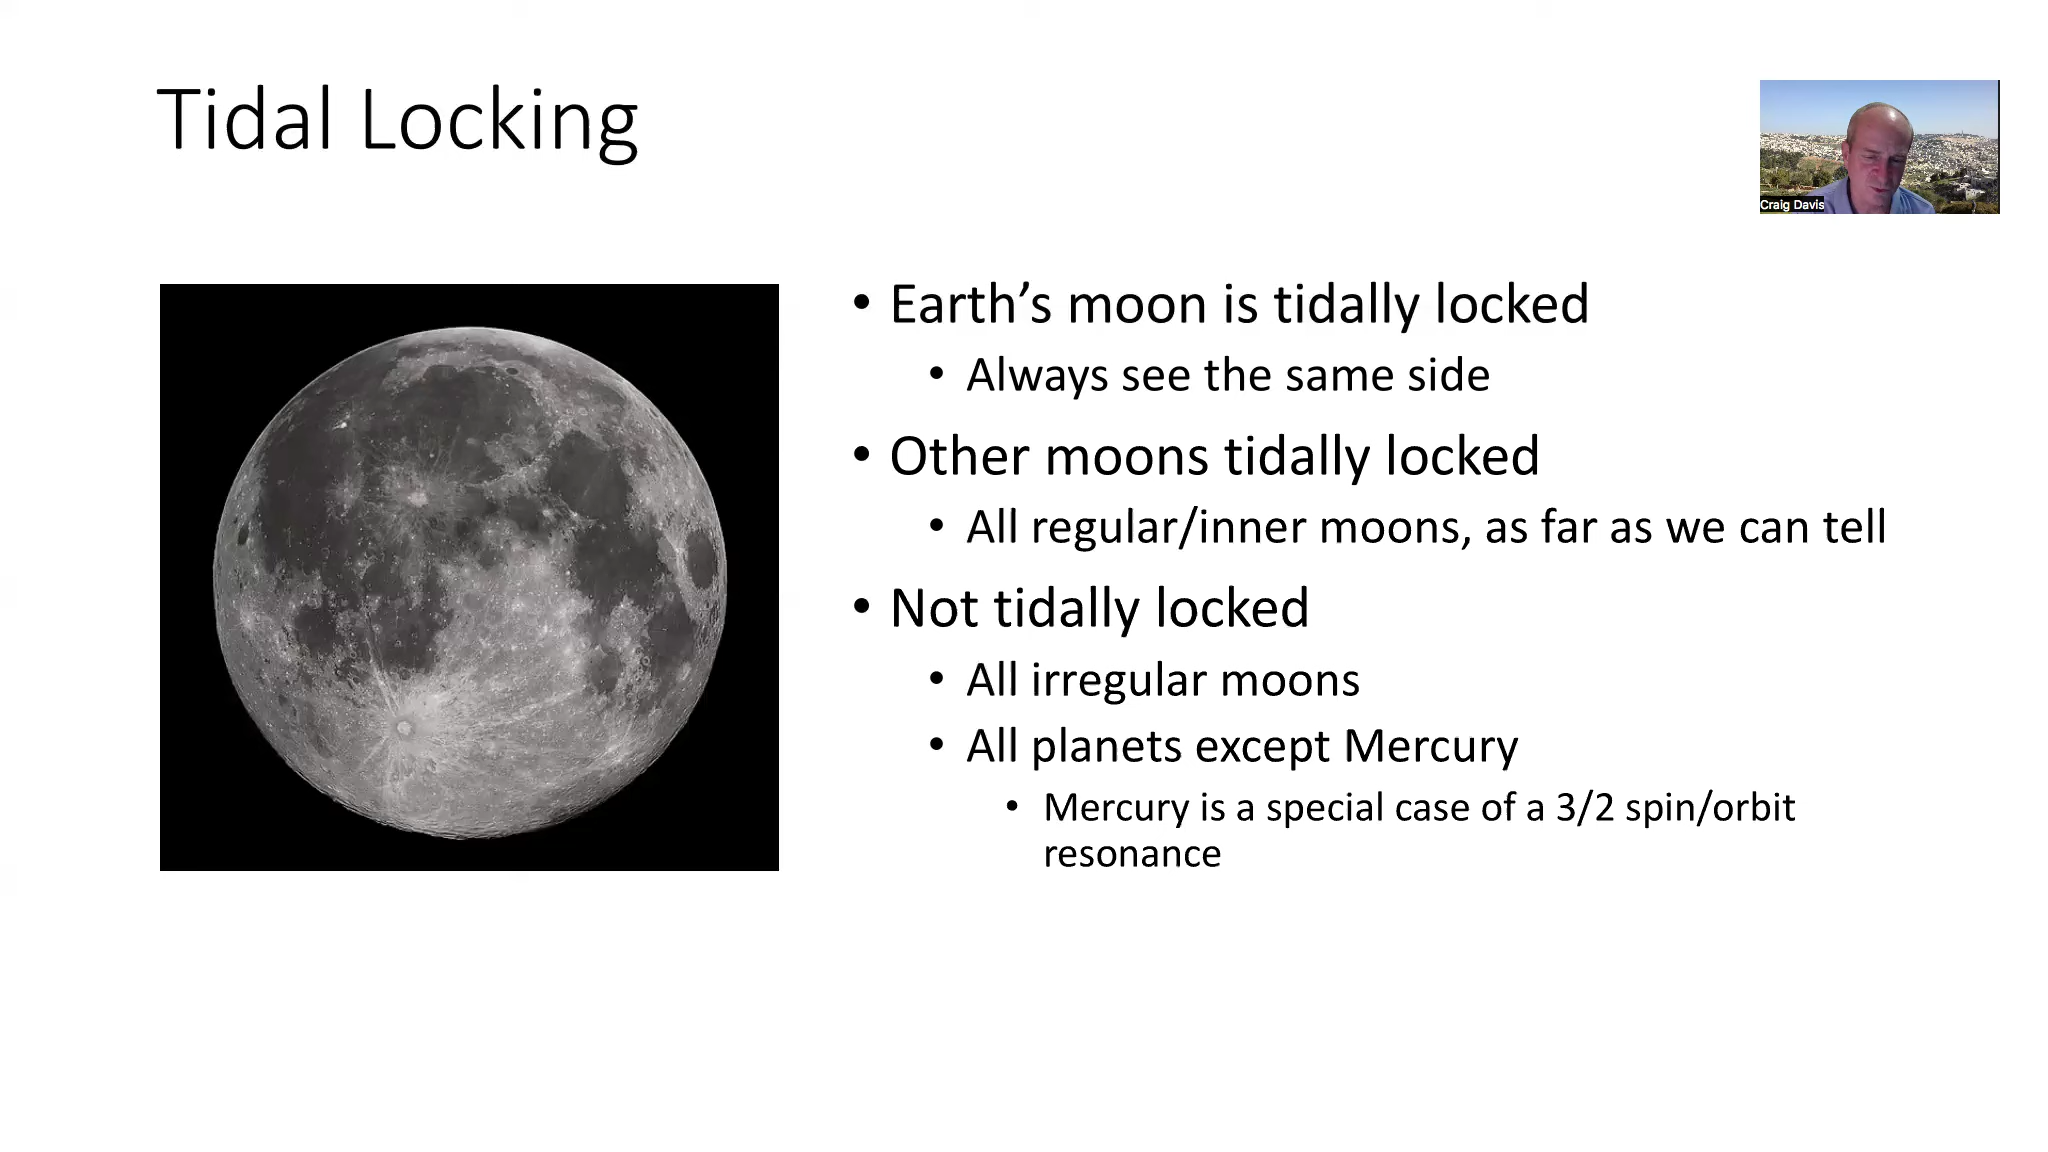 Tidal Locking
Craig Davis
• Earth’s moon is tidally locked
• Always see the same side
• Other moons tidally locked
• All regular/inner moons, as far as we can tell
• Not tidally locked
• All irregular moons
• All planets except Mercury
• Mercury is a special case of a 3/2 spin/orbit
resonance